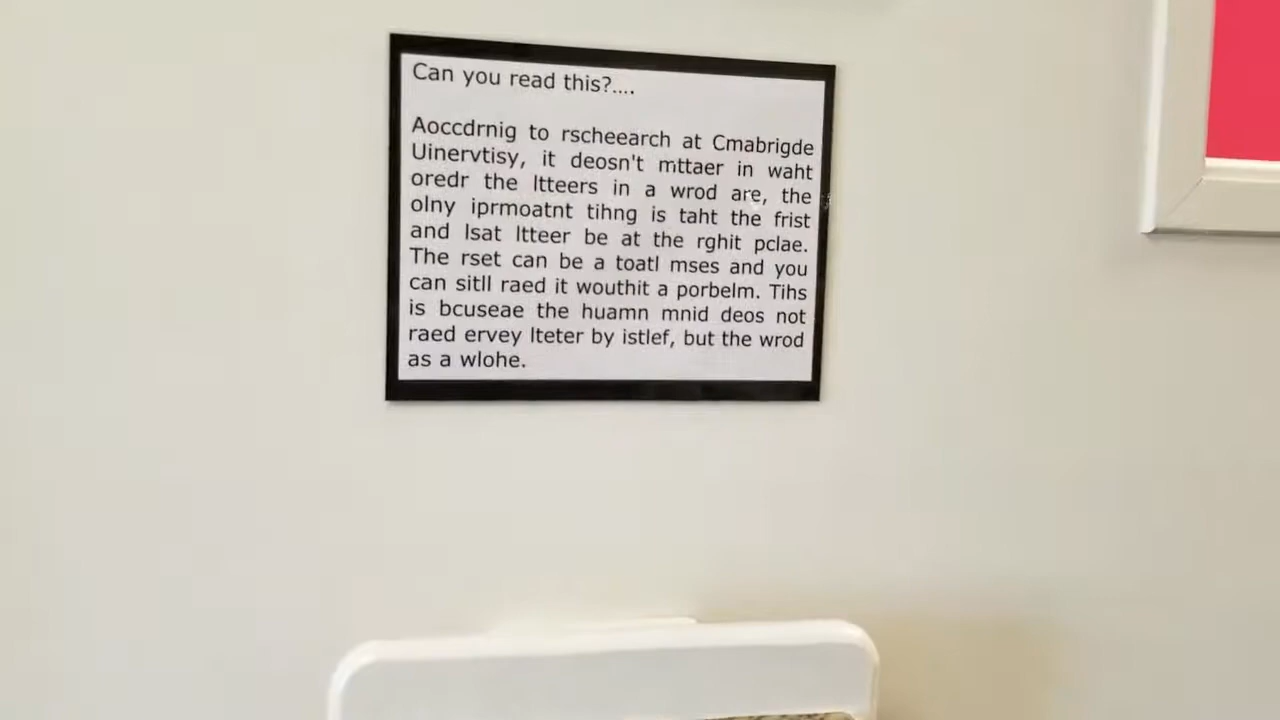 Can you read this?....
Aoccdrnig to rscheearch at Cmabrigde
Uinervtisy, it deosn't mttaer in waht
oredr the ltteers in a wrod are, the
olny iprmoatnt tihng is taht the frist
and lsat ltteer be at the rghit pclae.
The rset can be a toatl mses and you
can sitll raed it wouthit a porbelm. Tihs
is bcuseae the huamn mnid deos not
raed ervey lteter by istlef, but the wrod
as a wlohe.